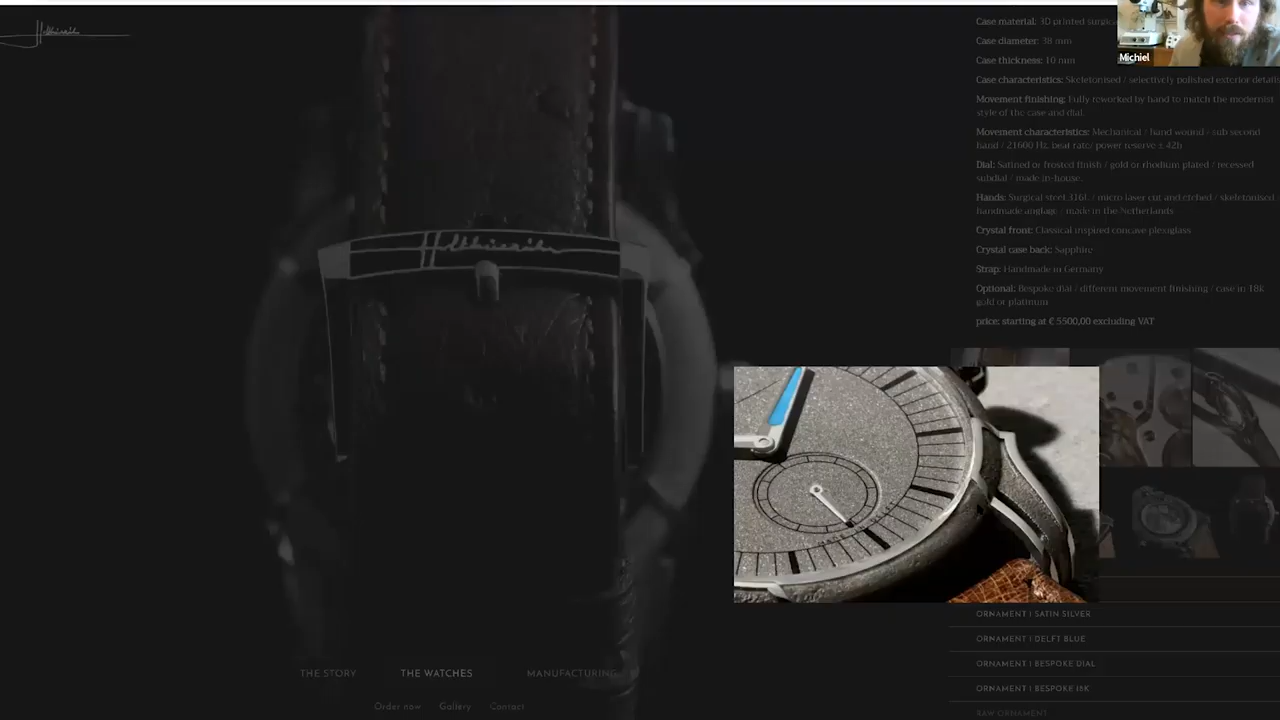 Holthinrichs
Michiel
Case material: 3D printed surgical
Case diameter: 38 mm
Case thickness: 10 mm
Case characteristics: Skeletonised / selectively polished exterior details
Movement finishing: Fully reworked by hand to match the modernist
style of the case and dial.
Movement characteristics: Mechanical / hand wound / sub second
hand / 21600 Hz. beat rate/ power reserve ± 42h
Dial: Satined or frosted finish / gold or rhodium plated / recessed
subdial / made in-house.
Hands: Surgical steel 316L / micro laser cut and etched / skeletonised /
handmade anglage / made in the Netherlands
Crystal front: Classical inspired concave plexiglass
Crystal case back: Sapphire
Strap: Handmade in Germany
Optional: Bespoke dial / different movement finishing / case in 18k
gold or platinum
price: starting at € 5500,00 excluding VAT
Holthinrichs
ORNAMENT | SATIN SILVER
ORNAMENT | DELFT BLUE
ORNAMENT | BESPOKE DIAL
ORNAMENT | BESPOKE 18K
RAW ORNAMENT
THE STORY THE WATCHES MANUFACTURING
Order now Gallery Contact